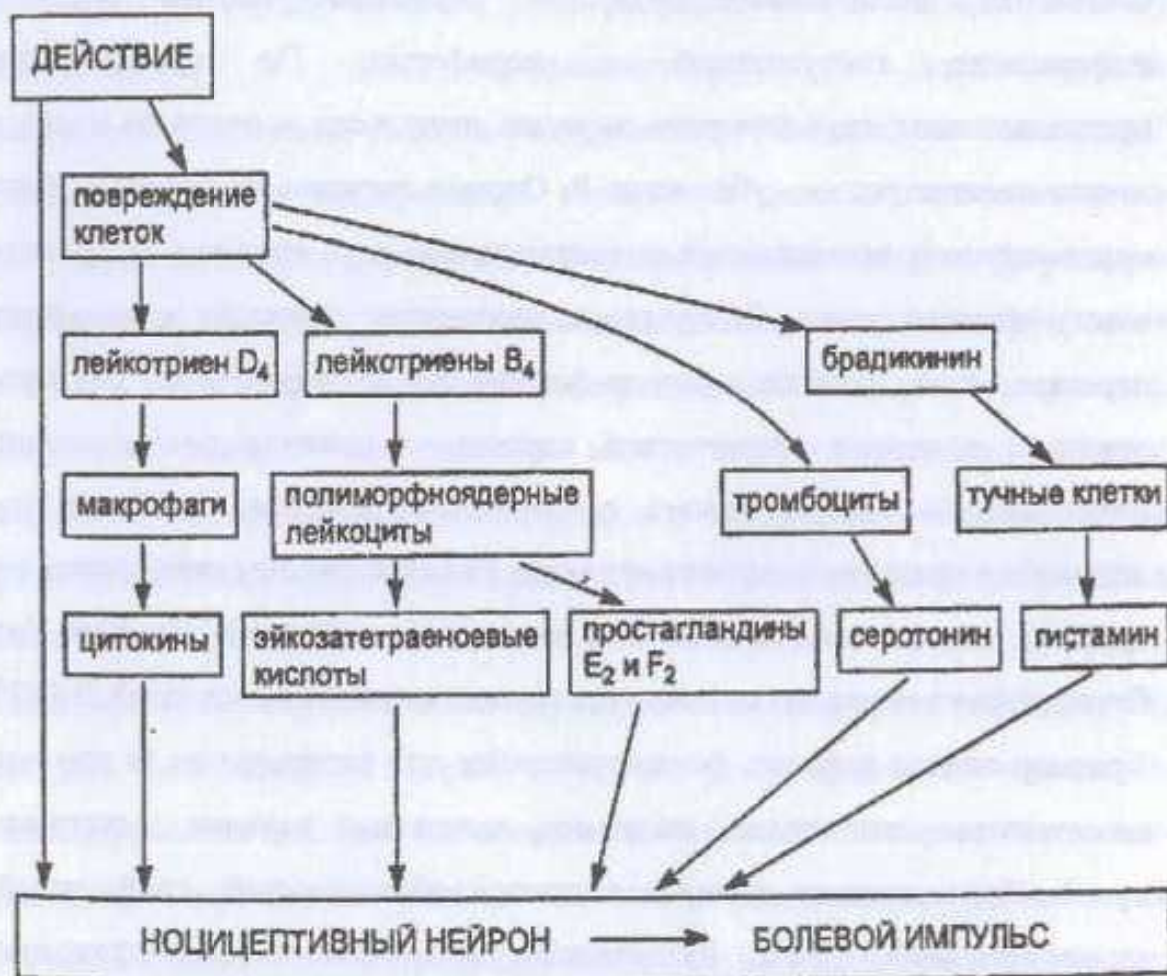 ДЕЙСТВИЕ
повреждение
клеток
лейкотриен D₄
лейкотриены B₄
брадикинин
макрофаги
полиморфноядерные
лейкоциты
тромбоциты
тучные клетки
цитокины
эйкозатетраеноевые
кислоты
простагландины
E₂ и F₂
серотонин
гистамин
НОЦИЦЕПТИВНЫЙ НЕЙРОН → БОЛЕВОЙ ИМПУЛЬС